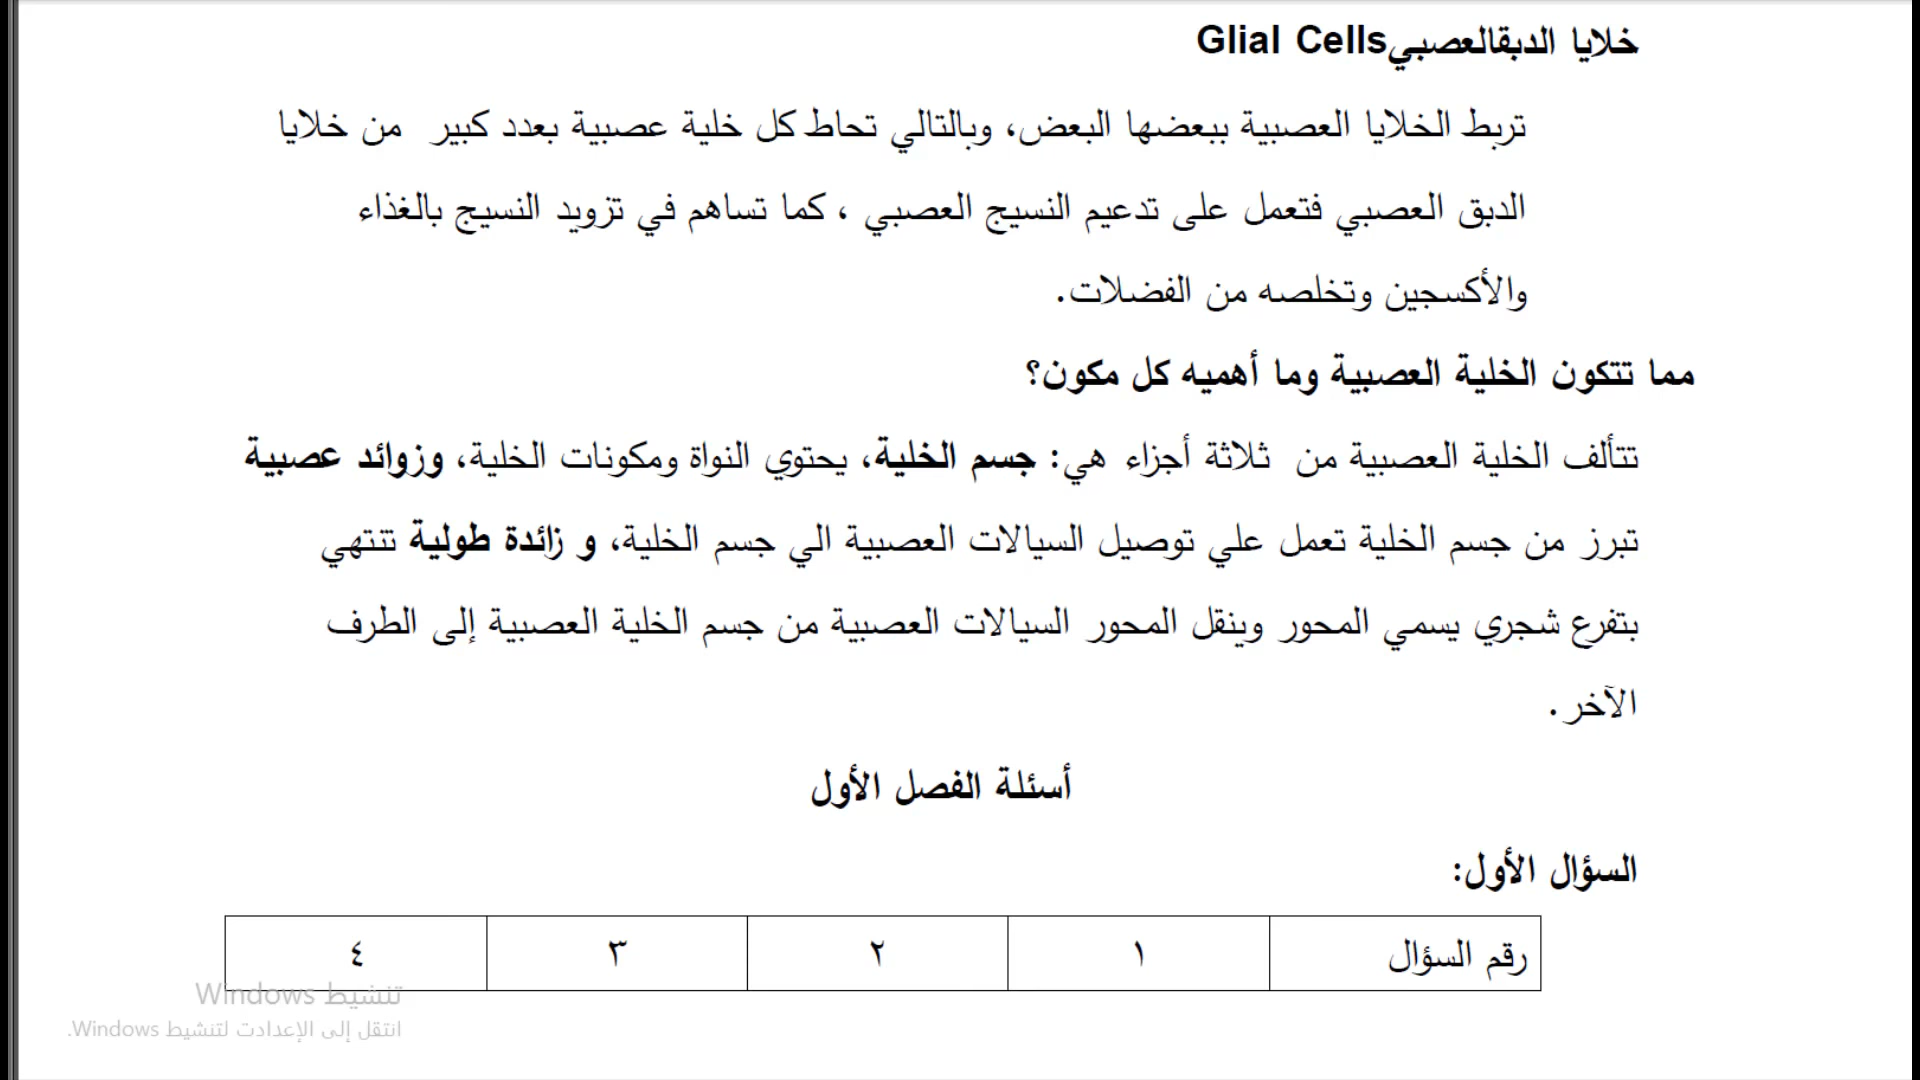 خلايا الدبقالعصبيGlial Cells
تربط الخلايا العصبية ببعضها البعض، وبالتالي تحاط كل خلية عصبية بعدد كبير من خلايا
الدبق العصبي فتعمل على تدعيم النسيج العصبي ، كما تساهم في تزويد النسيج بالغذاء
والأكسجين وتخلصه من الفضلات.
مما تتكون الخلية العصبية وما أهميه كل مكون؟
تتألف الخلية العصبية من ثلاثة أجزاء هي: جسم الخلية، يحتوي النواة ومكونات الخلية، وزوائد عصبية
تبرز من جسم الخلية تعمل علي توصيل السيالات العصبية الي جسم الخلية، و زائدة طولية تنتهي
بتفرع شجري يسمي المحور وينقل المحور السيالات العصبية من جسم الخلية العصبية إلى الطرف
الآخر.
أسئلة الفصل الأول
السؤال الأول:
رقم السؤال ١ ٢ ٣ ٤
تنشيط Windows
انتقل إلى الإعدادت لتنشيط Windows.